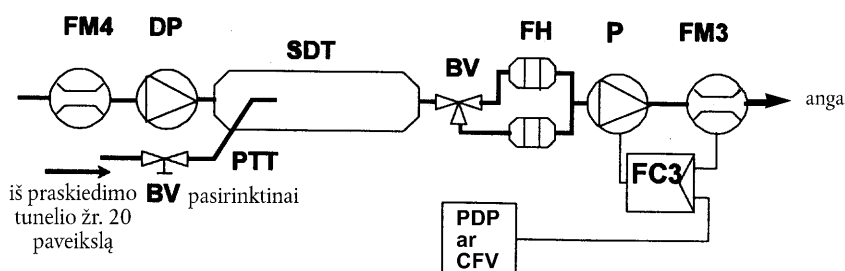 FM4
DP
SDT
BV
FH
P
FM3
anga
PTT
FC3
iš praskiedimo
tunelio žr. 20
paveikslą
BV pasirinktinai
PDP
ar
CFV